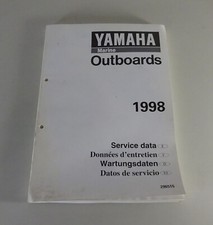 YAMAHA
Marine
Outboards
1998
Service data
Données d'entretien
Wartungsdaten
Datos de servicio